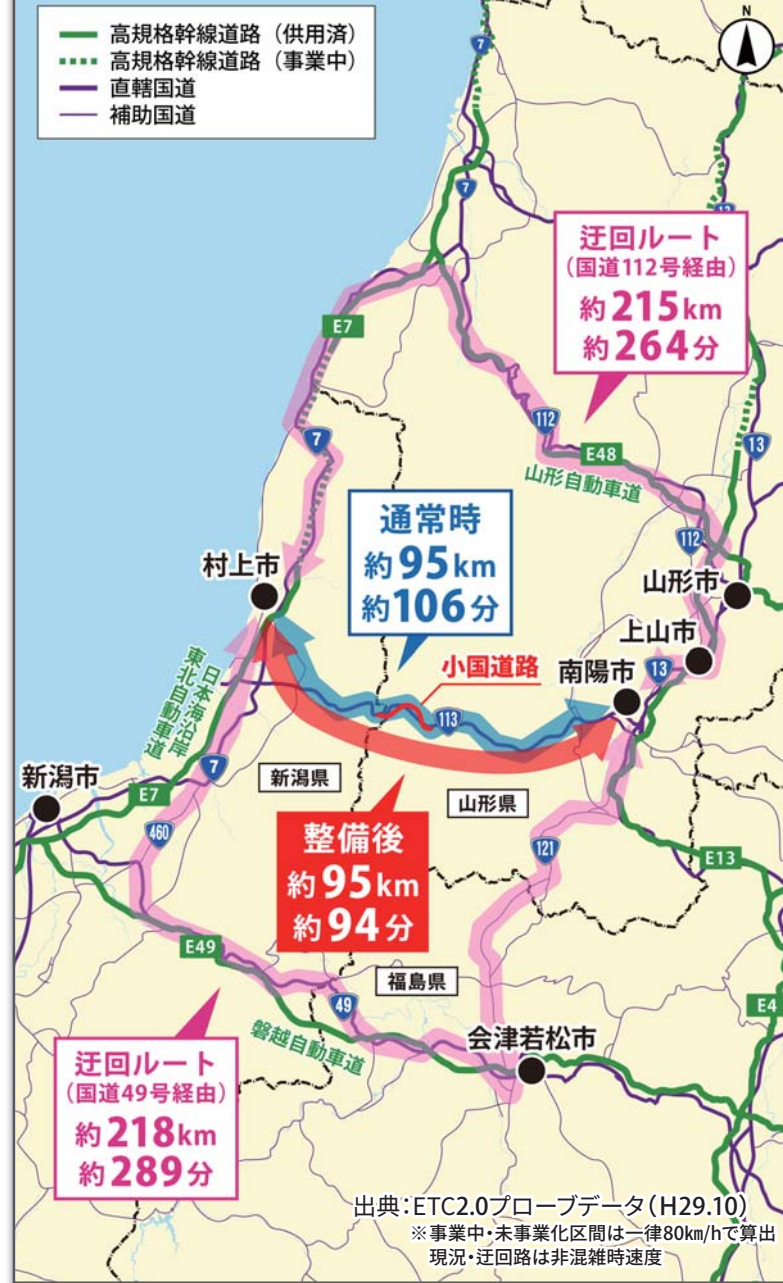 高規格幹線道路（供用済）
高規格幹線道路（事業中）
直轄国道
補助国道
N
7
7
13
迂回ルート
（国道112号経由）
約215km
約264分
E7
7
112
E48
山形自動車道
13
112
通常時
約95km
約106分
村上市
山形市
上山市
小国道路
南陽市
13
113
日本海沿岸
東北自動車道
新潟市
7
E7
新潟県
山形県
460
整備後
約95km
約94分
121
E13
E49
福島県
49
E4
磐越自動車道
会津若松市
迂回ルート
（国道49号経由）
約218km
約289分
出典：ETC2.0プローブデータ（H29.10）
※事業中・未事業化区間は一律80km/hで算出
現況・迂回路は非混雑時速度